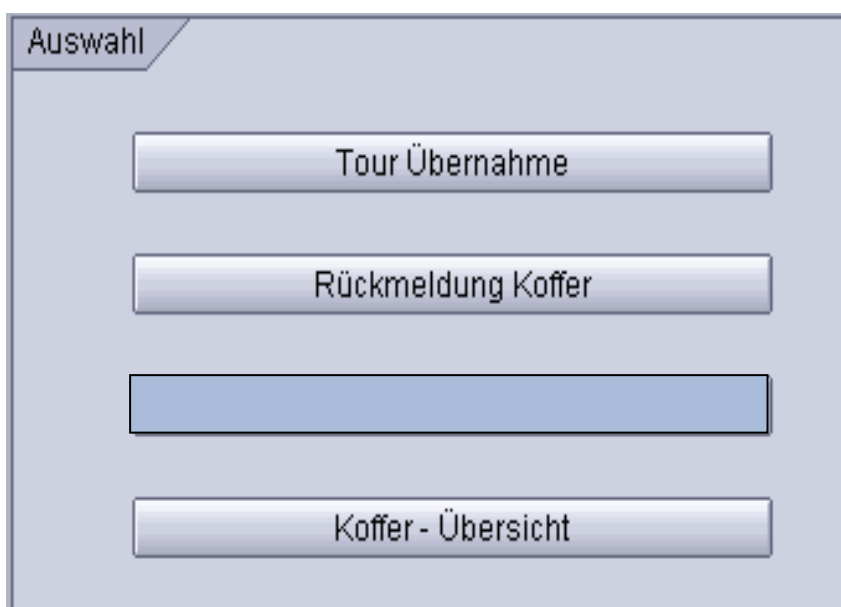 Auswahl
Tour Übernahme
Rückmeldung Koffer
Koffer - Übersicht